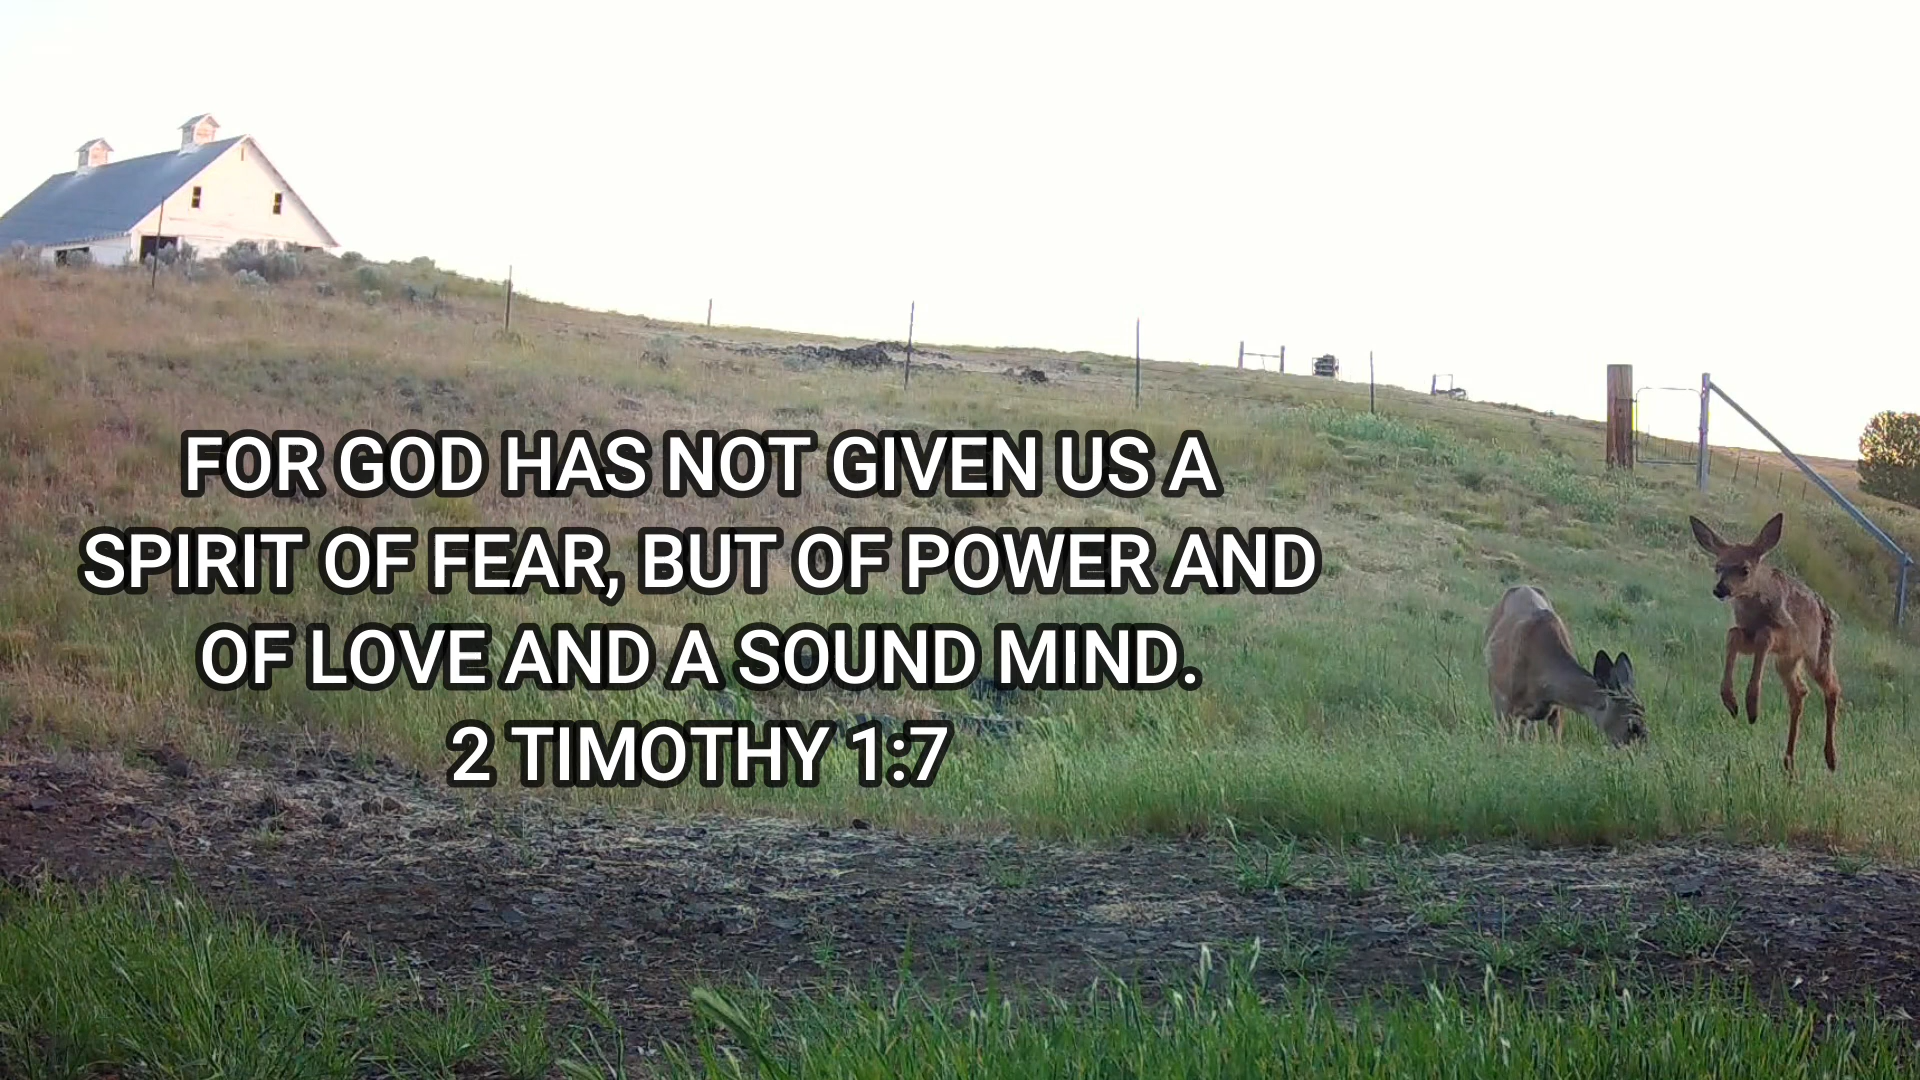 FOR GOD HAS NOT GIVEN US A
SPIRIT OF FEAR, BUT OF POWER AND
OF LOVE AND A SOUND MIND.
2 TIMOTHY 1:7